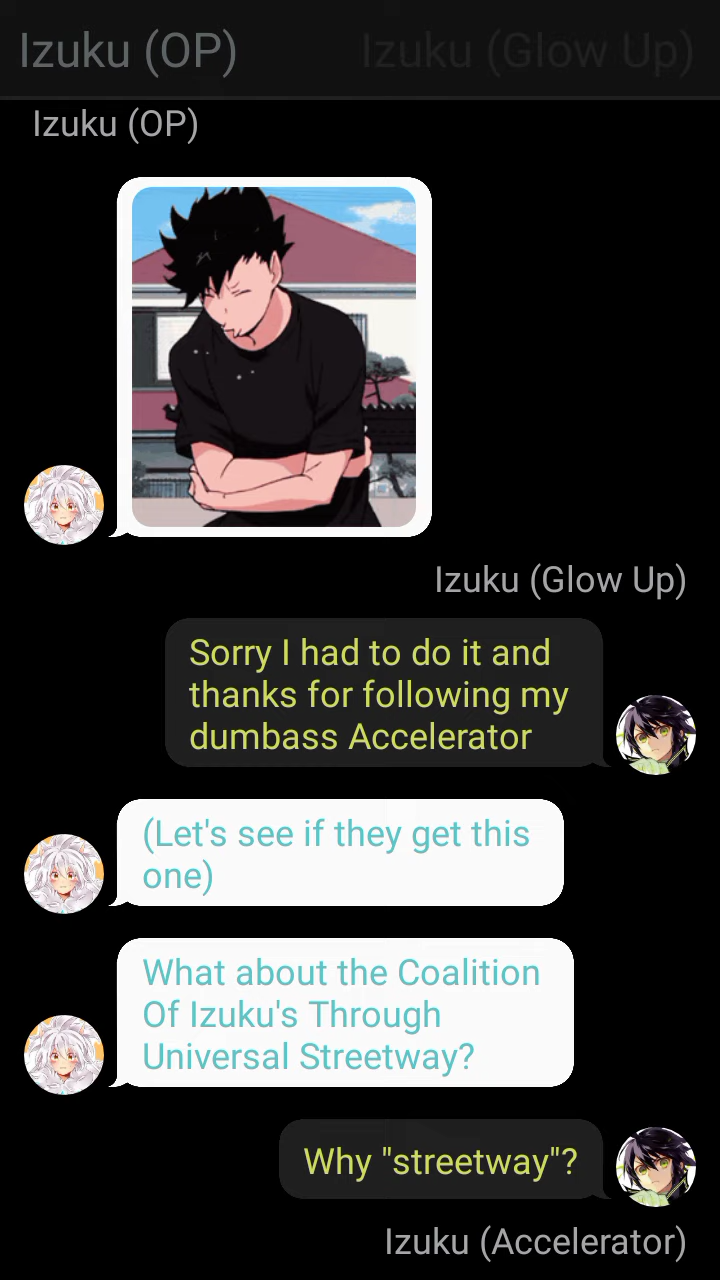 Izuku (OP)
Izuku (Glow Up)
Izuku (OP)
Izuku (Glow Up)
Sorry I had to do it and
thanks for following my
dumbass Accelerator
(Let's see if they get this
one)
What about the Coalition
Of Izuku's Through
Universal Streetway?
Why "streetway"?
Izuku (Accelerator)